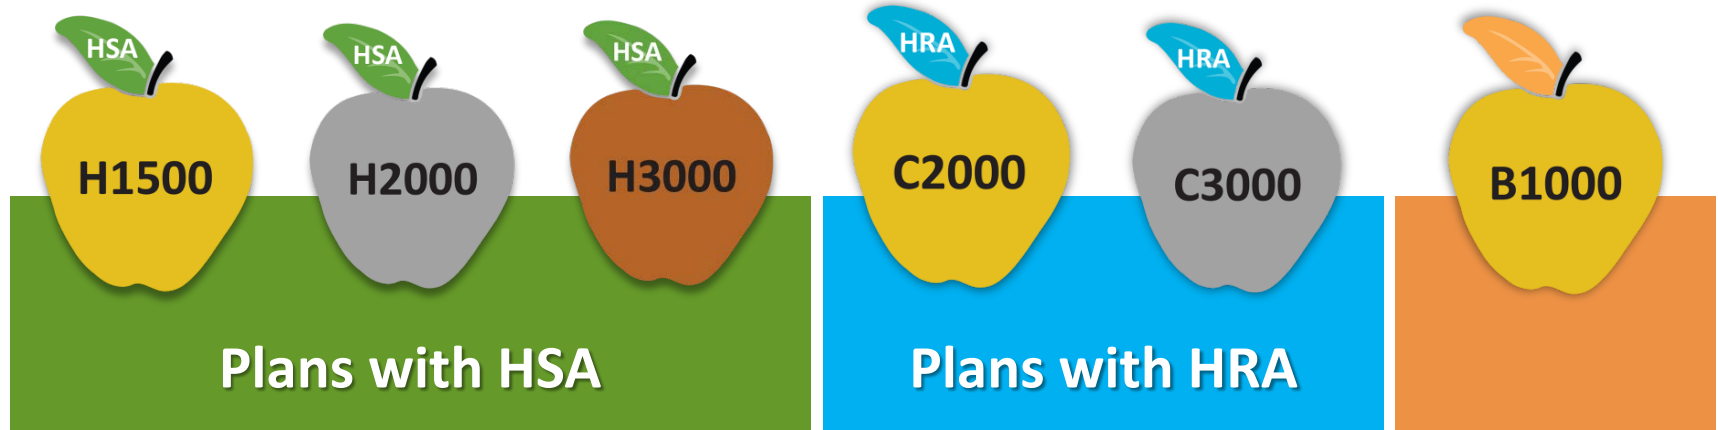 HSA
HSA
HSA
HRA
HRA
H1500
H2000
H3000
C2000
C3000
B1000
Plans with HSA
Plans with HRA